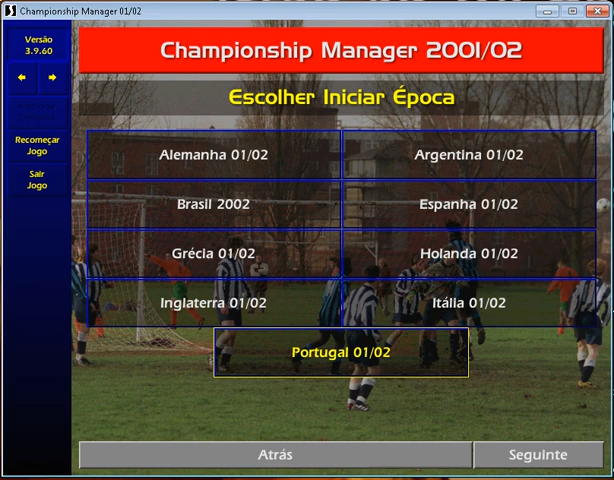 Championship Manager 01/02
Versão
3.9.60
Championship Manager 2001/02
Escolher Iniciar Época
Recomeçar
Jogo
Sair
Jogo
Alemanha 01/02
Argentina 01/02
Brasil 2002
Espanha 01/02
Grécia 01/02
Holanda 01/02
Inglaterra 01/02
Itália 01/02
Portugal 01/02
Atrás
Seguinte